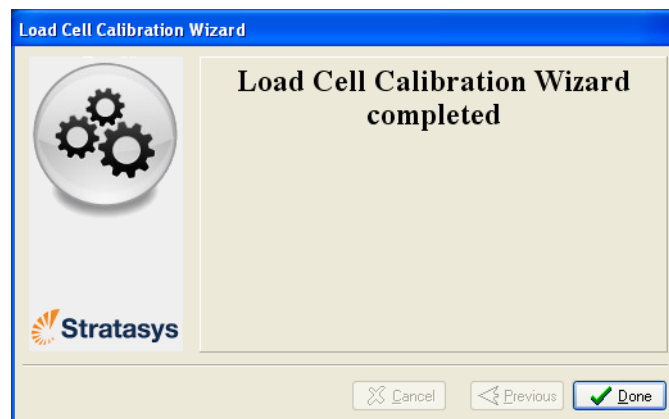 Load Cell Calibration Wizard
Load Cell Calibration Wizard
completed
Stratasys
Cancel
Previous
Done